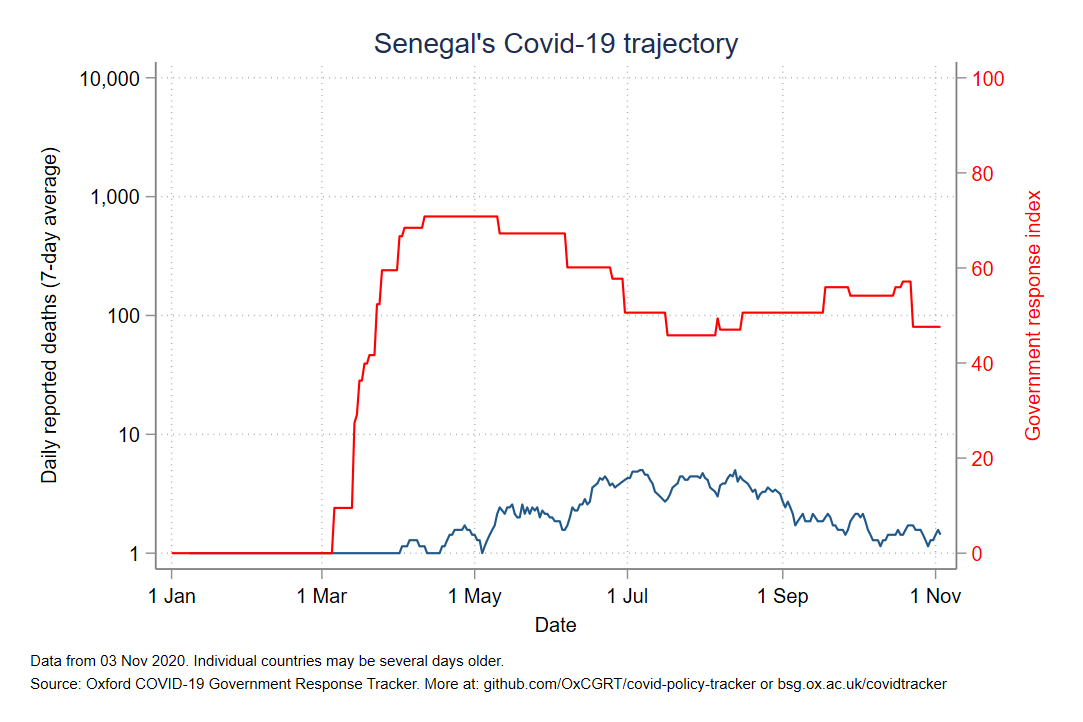 Senegal's Covid-19 trajectory
10,000
1,000
100
10
1
Daily reported deaths (7-day average)
100
80
60
40
20
0
Government response index
1 Jan
1 Mar
1 May
1 Jul
1 Sep
1 Nov
Date
Data from 03 Nov 2020. Individual countries may be several days older.
Source: Oxford COVID-19 Government Response Tracker. More at: github.com/OxCGRT/covid-policy-tracker or bsg.ox.ac.uk/covidtracker